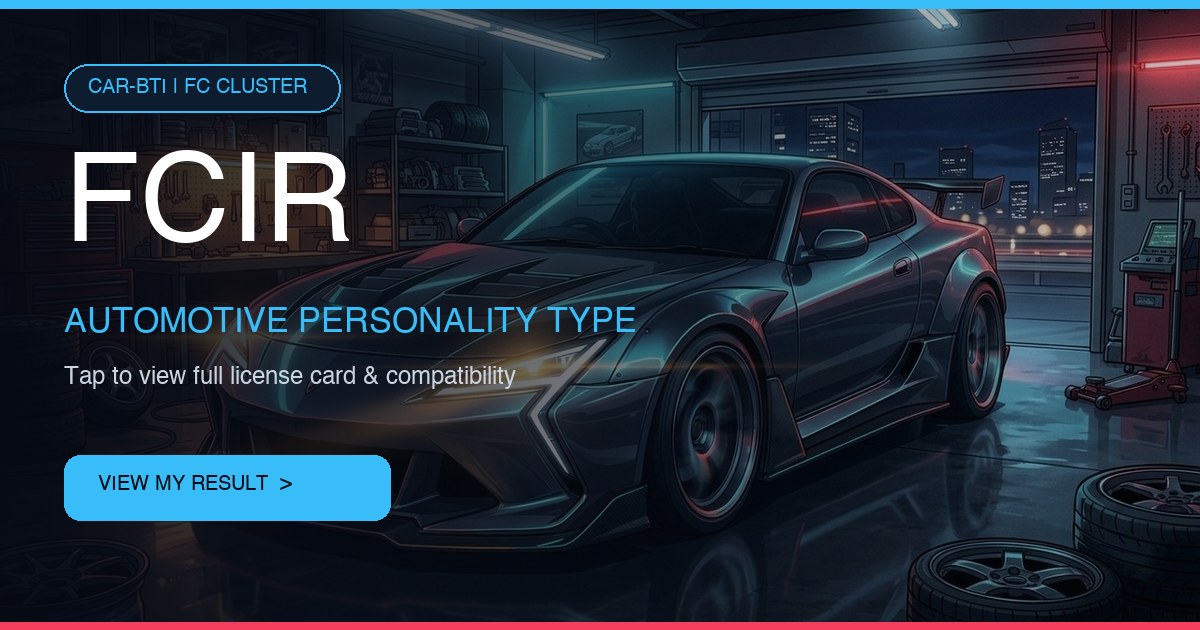 CAR-BTI | FC CLUSTER
FCIR
AUTOMOTIVE PERSONALITY TYPE
Tap to view full license card & compatibility
VIEW MY RESULT >